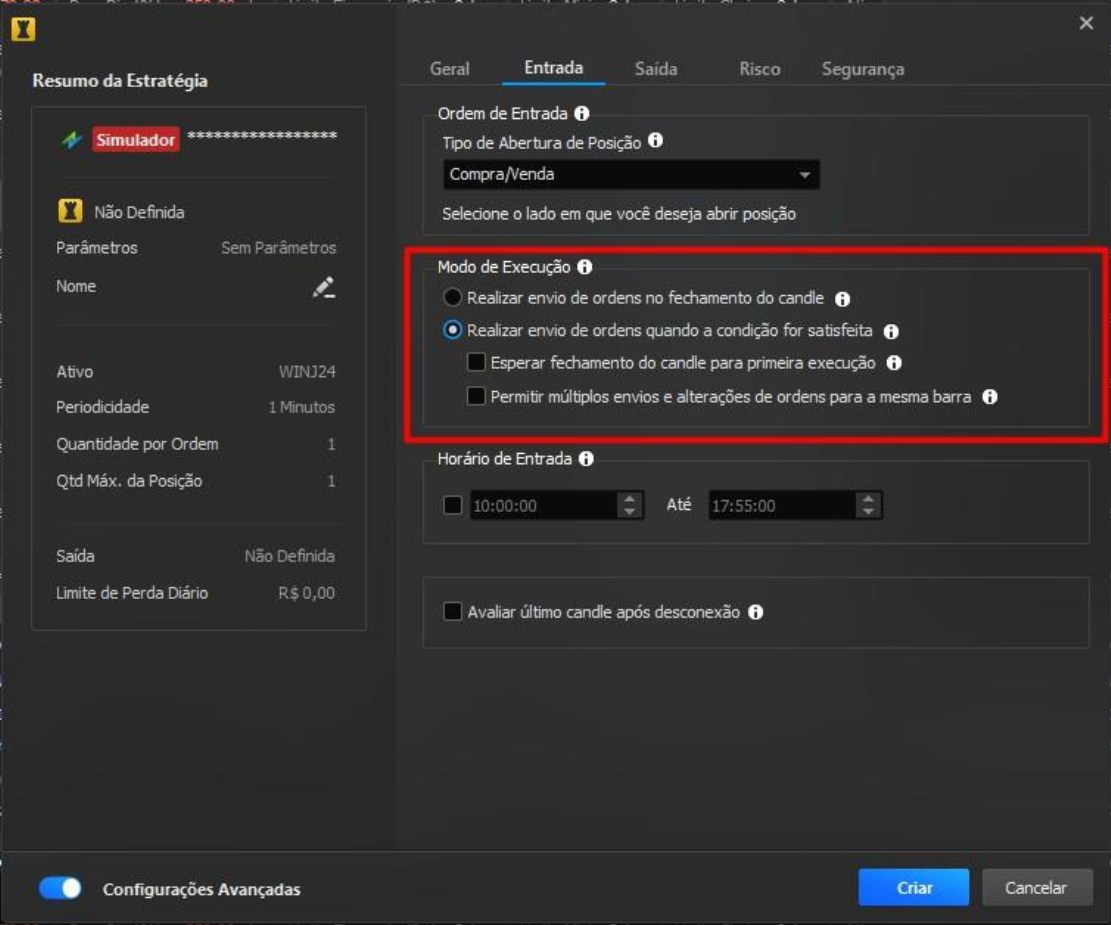 Resumo da Estratégia
Simulador ******************
Não Definida
Parâmetros Sem Parâmetros
Nome
Ativo WINJ24
Periodicidade 1 Minutos
Quantidade por Ordem 1
Qtd Máx. da Posição 1
Saída Não Definida
Limite de Perda Diário R$ 0,00
Geral Entrada Saída Risco Segurança
Ordem de Entrada
Tipo de Abertura de Posição
Compra/Venda
Selecione o lado em que você deseja abrir posição
Modo de Execução
Realizar envio de ordens no fechamento do candle
Realizar envio de ordens quando a condição for satisfeita
Esperar fechamento do candle para primeira execução
Permitir múltiplos envios e alterações de ordens para a mesma barra
Horário de Entrada
10:00:00 Até 17:55:00
Avaliar último candle após desconexão
Configurações Avançadas
Criar Cancelar